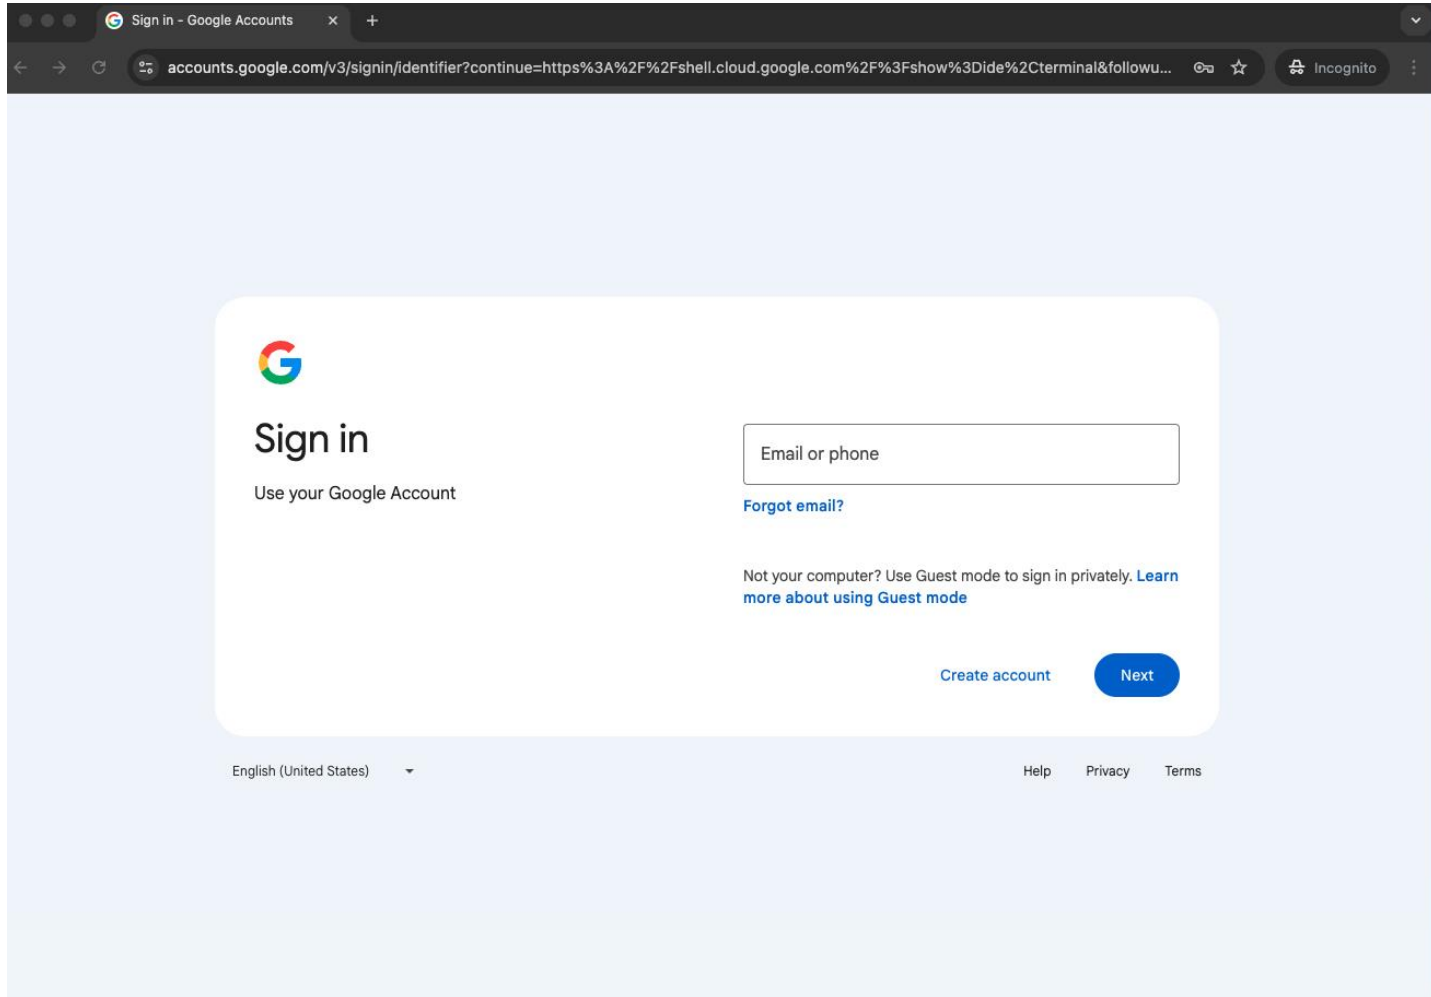 Sign in - Google Accounts
accounts.google.com/v3/signin/identifier?continue=https%3A%2F%2Fshell.cloud.google.com%2F%3Fshow%3Dide%2Cterminal&followu...
Incognito
Sign in
Use your Google Account
Email or phone
Forgot email?
Not your computer? Use Guest mode to sign in privately. Learn
more about using Guest mode
Create account
Next
English (United States)
Help
Privacy
Terms